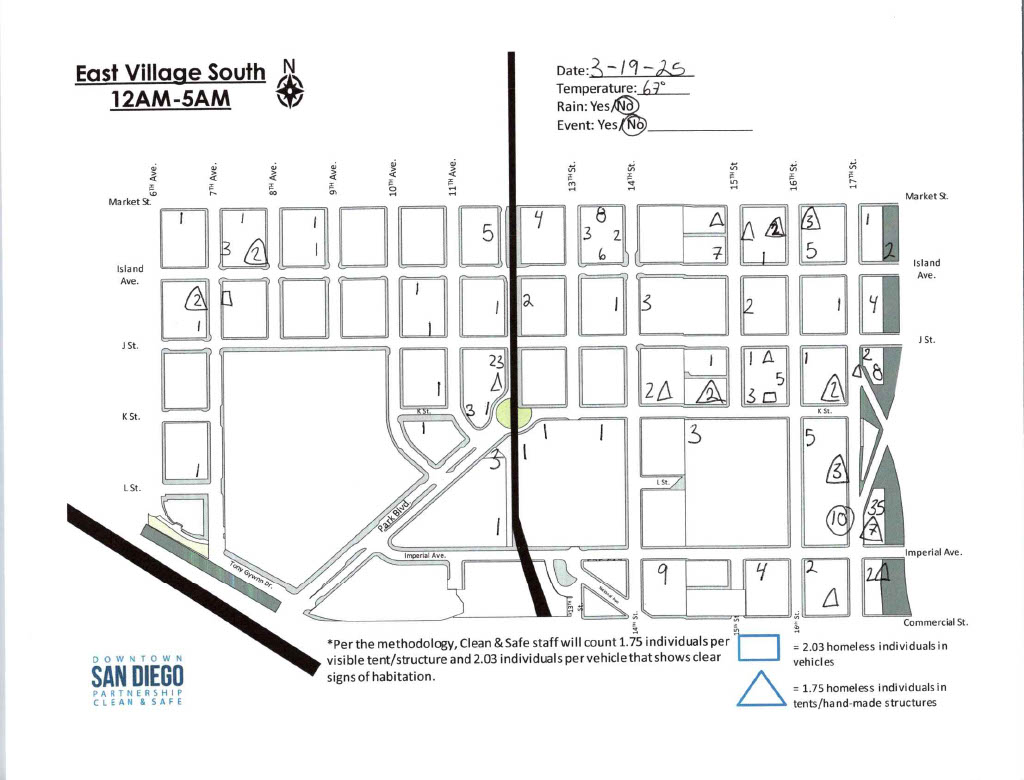 East Village South
12AM-5AM
N
Date: 3-19-25
Temperature: 67°
Rain: Yes/No
Event: Yes/No
6TH Ave.
7TH Ave.
8TH Ave.
9TH Ave.
10TH Ave.
11TH Ave.
13TH St.
14TH St.
15TH St
16TH St.
17TH St.
Market St.
Market St.
1 1 1 5 4 8 3 2 6 7 2 1 3 5 1 2
3 2 1
Island Ave.
Island Ave.
2 1 1 1 1 2 1 3 2 1 4
J St.
J St.
1 23 3 1 2 1 2 1 5 3 1 2 2 8
K St.
K St.
K St.
1 3 1 1 1 1 3 5 3 10 35 7
1
L St.
L St.
Park Blvd.
Imperial Ave.
Imperial Ave.
Tony Gwynn Dr.
National Ave.
9 4 2 2
13TH St.
14TH St.
15TH St.
16TH St.
Commercial St.
*Per the methodology, Clean & Safe staff will count 1.75 individuals per
visible tent/structure and 2.03 individuals per vehicle that shows clear
signs of habitation.
= 2.03 homeless individuals in
vehicles
= 1.75 homeless individuals in
tents/hand-made structures
DOWNTOWN
SAN DIEGO
PARTNERSHIP
CLEAN & SAFE